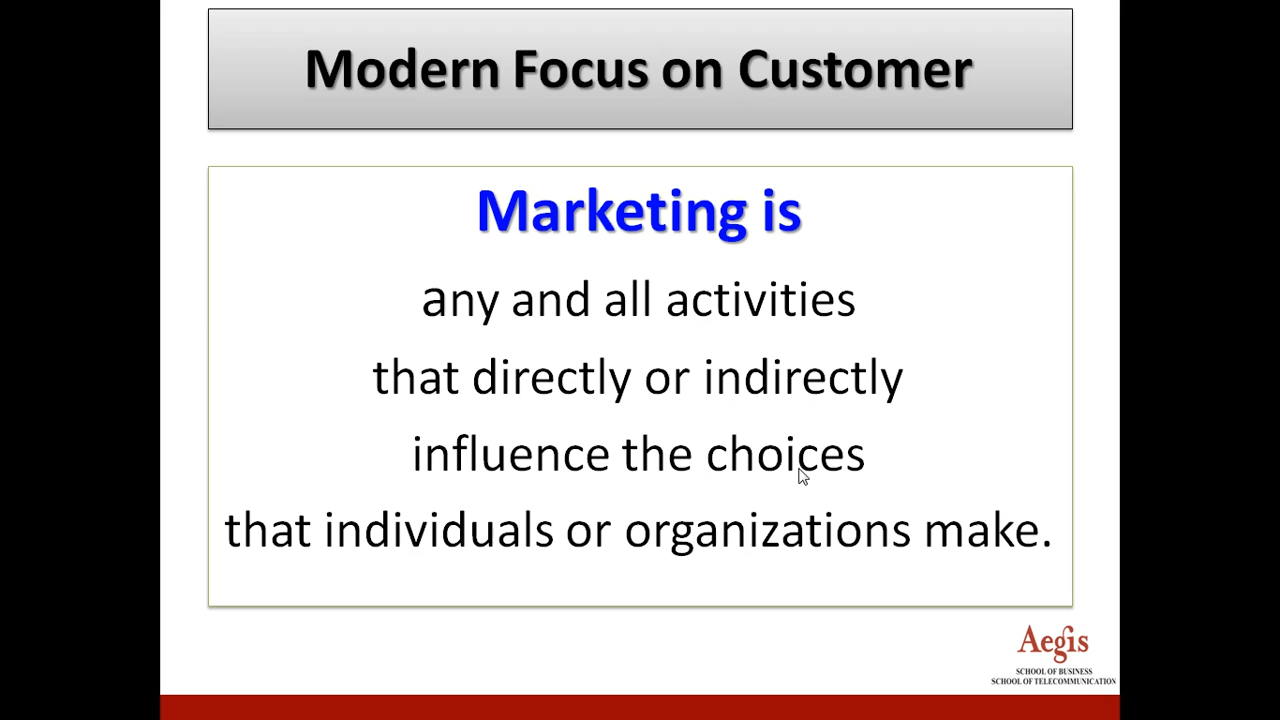 Modern Focus on Customer
Marketing is
any and all activities
that directly or indirectly
influence the choices
that individuals or organizations make.
Aegis
SCHOOL OF BUSINESS
SCHOOL OF TELECOMMUNICATION